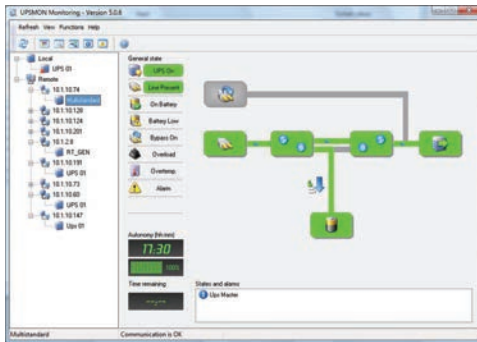 UPSMON Monitoring - Version 5.0.6
Refresh View Functions Help
Local
UPS 01
Remote
10.1.10.74
Multistandard
10.1.10.126
10.1.10.124
10.1.10.201
10.1.2.8
RT_GEN
10.1.10.191
UPS 01
10.1.10.73
10.1.10.60
UPS 01
10.1.10.147
Ups 01
General state
UPS On
Line Present
On Battery
Battery Low
Bypass On
Overload
Overtemp.
Alarm
Autonomy (hh:mm)
17:30
100%
Time remaining
--:--
States and alarms
Ups Master
Multistandard
Communication is OK